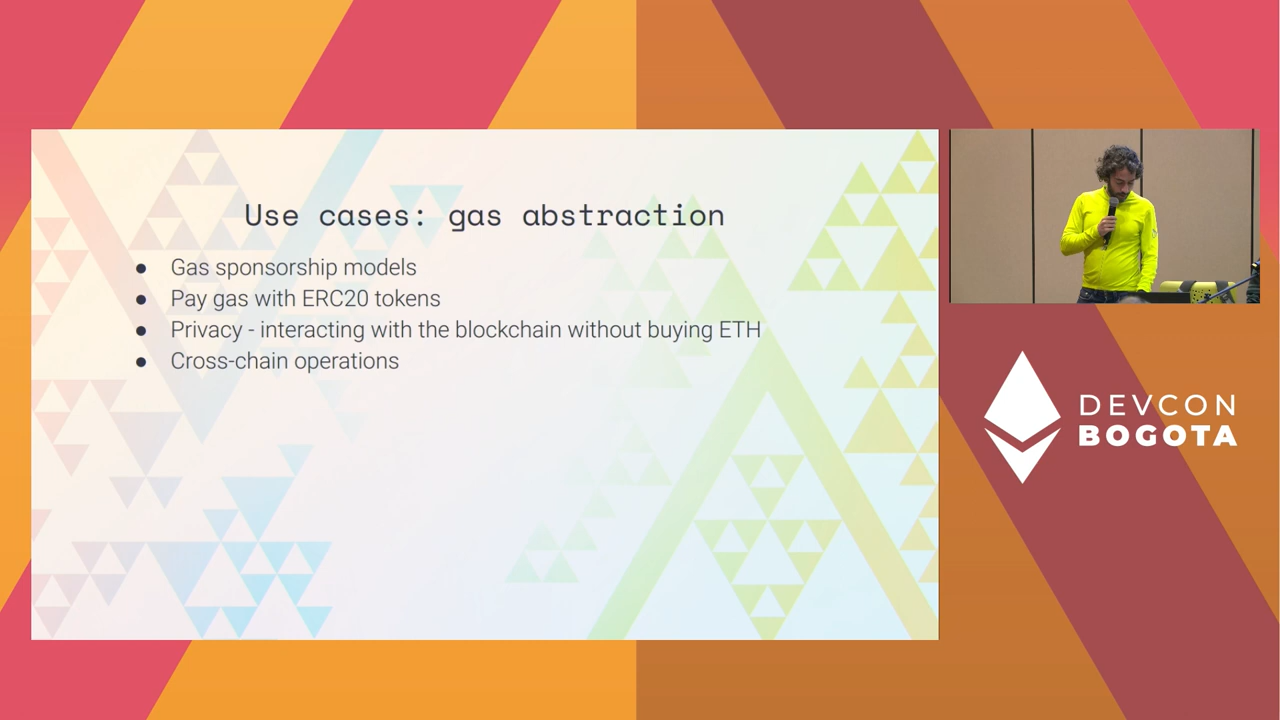 Use cases: gas abstraction
● Gas sponsorship models
● Pay gas with ERC20 tokens
● Privacy - interacting with the blockchain without buying ETH
● Cross-chain operations
DEVCON
BOGOTA